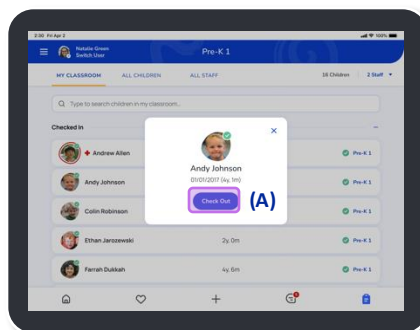 2:30 Fri Apr 2
100%
Natalie Green
Switch User
Pre-K 1
MY CLASSROOM ALL CHILDREN ALL STAFF 16 Children 2 Staff
Type to search children in my classroom...
Checked In
Andrew Allen Pre-K 1
Andy Johnson Pre-K 1
Colin Robinson Pre-K 1
Ethan Jarozewski 2y, 0m Pre-K 1
Farrah Dukkah 4y, 6m Pre-K 1
Andy Johnson
01/01/2017 (4y, 1m)
Check Out
(A)